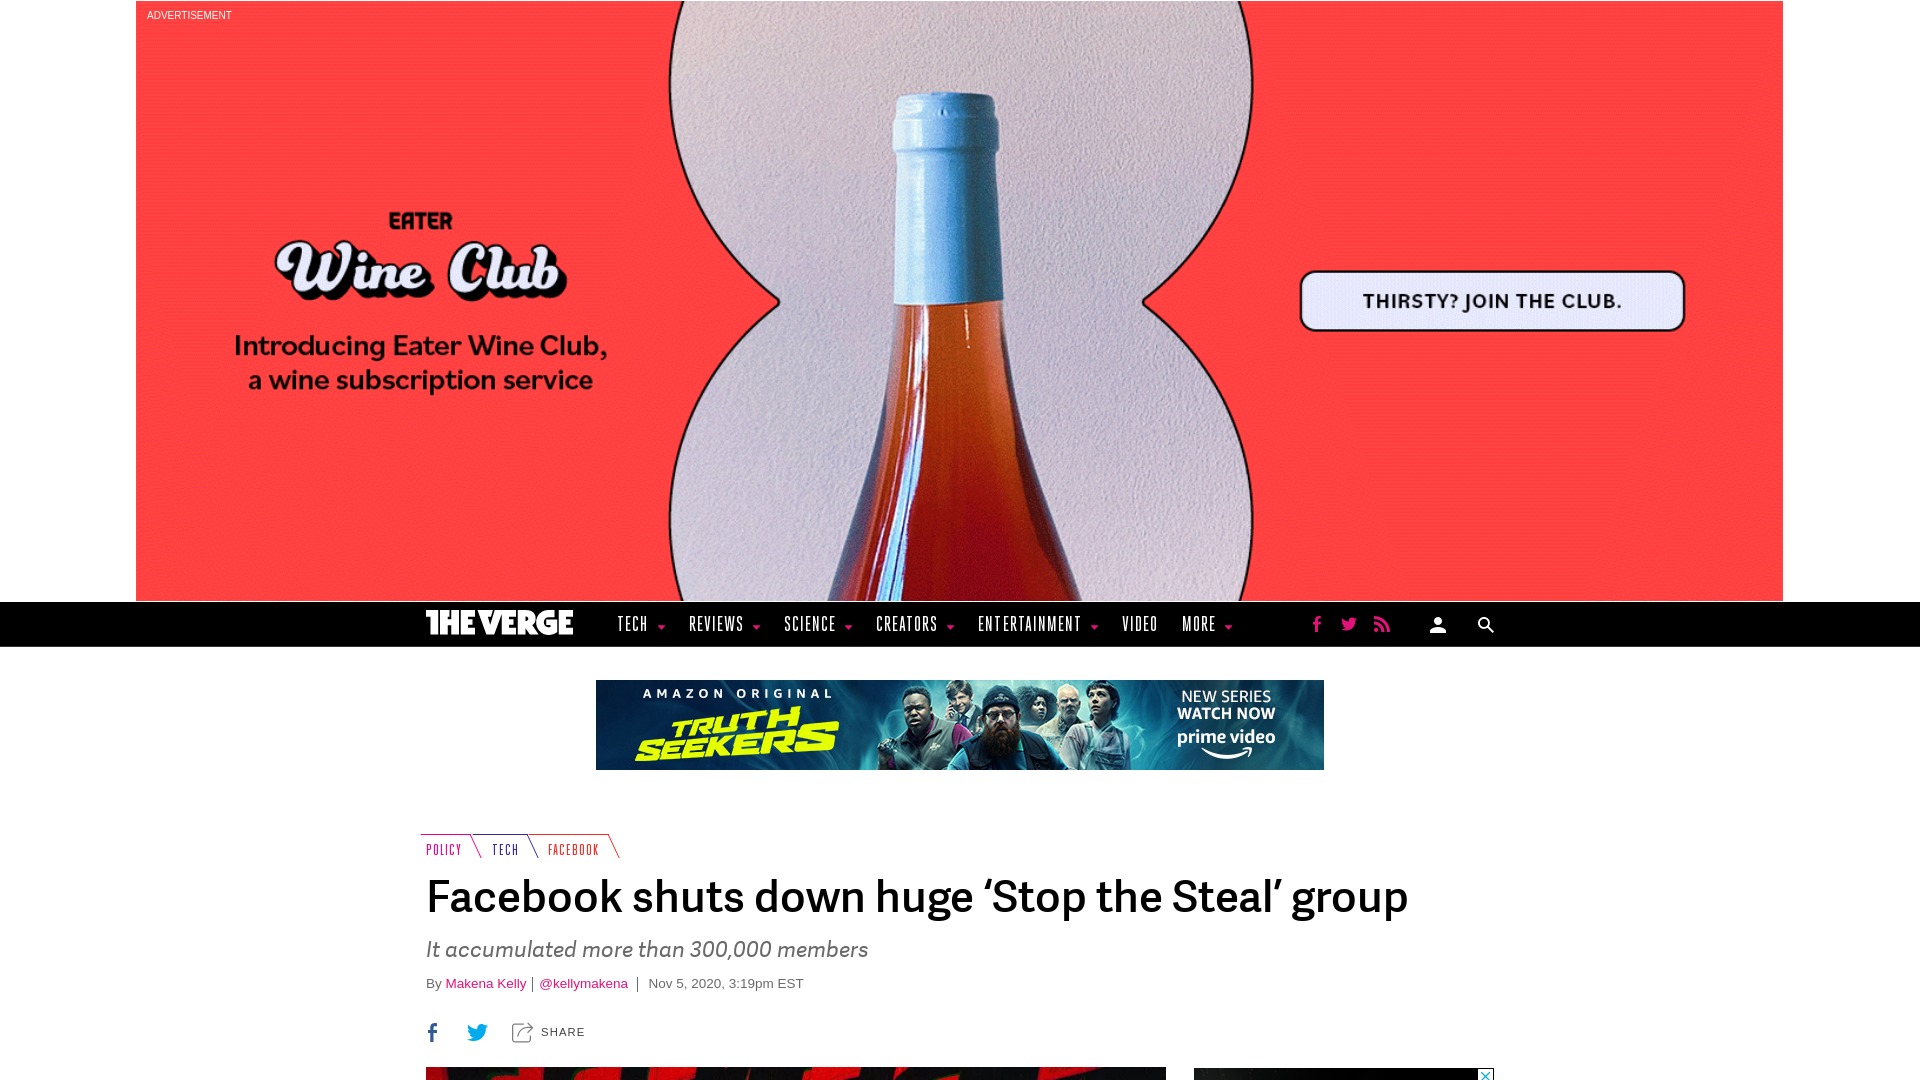 ADVERTISEMENT
EATER
Wine Club
Introducing Eater Wine Club,
a wine subscription service
THIRSTY? JOIN THE CLUB.
THE VERGE TECH REVIEWS SCIENCE CREATORS ENTERTAINMENT VIDEO MORE
AMAZON ORIGINAL
TRUTH
SEEKERS
NEW SERIES
WATCH NOW
prime video
POLICY TECH FACEBOOK
Facebook shuts down huge ‘Stop the Steal’ group
It accumulated more than 300,000 members
By Makena Kelly | @kellymakena | Nov 5, 2020, 3:19pm EST
SHARE